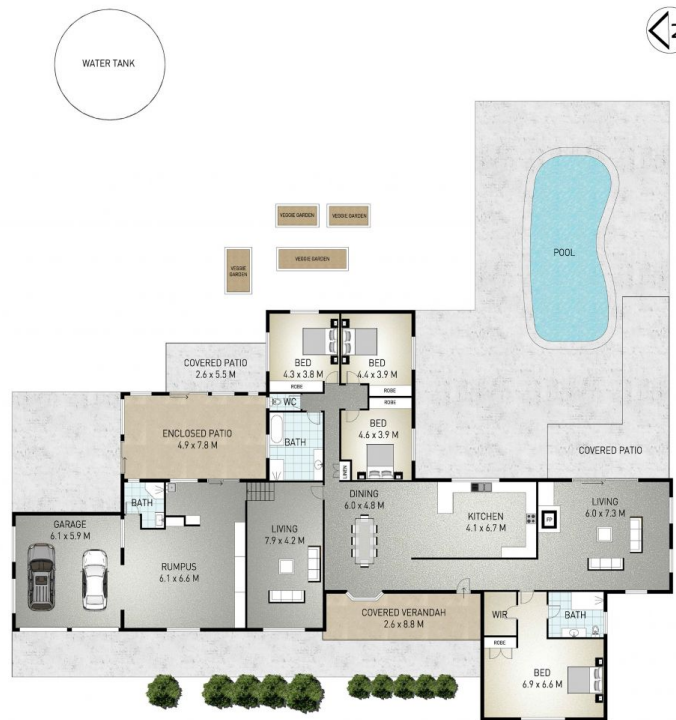 WATER TANK
N
VEGGIE GARDEN
VEGGIE GARDEN
VEGGIE
GARDEN
VEGGIE GARDEN
POOL
COVERED PATIO
2.6 x 5.5 M
BED
4.3 x 3.8 M
ROBE
BED
4.4 x 3.9 M
ROBE
ROBE
WC
BED
4.6 x 3.9 M
ENCLOSED PATIO
4.9 x 7.8 M
BATH
LINEN
COVERED PATIO
BATH
DINING
6.0 x 4.8 M
KITCHEN
4.1 x 6.7 M
LIVING
6.0 x 7.3 M
FP
GARAGE
6.1 x 5.9 M
LIVING
7.9 x 4.2 M
RUMPUS
6.1 x 6.6 M
COVERED VERANDAH
2.6 x 8.8 M
WIR
BATH
ROBE
BED
6.9 x 6.6 M